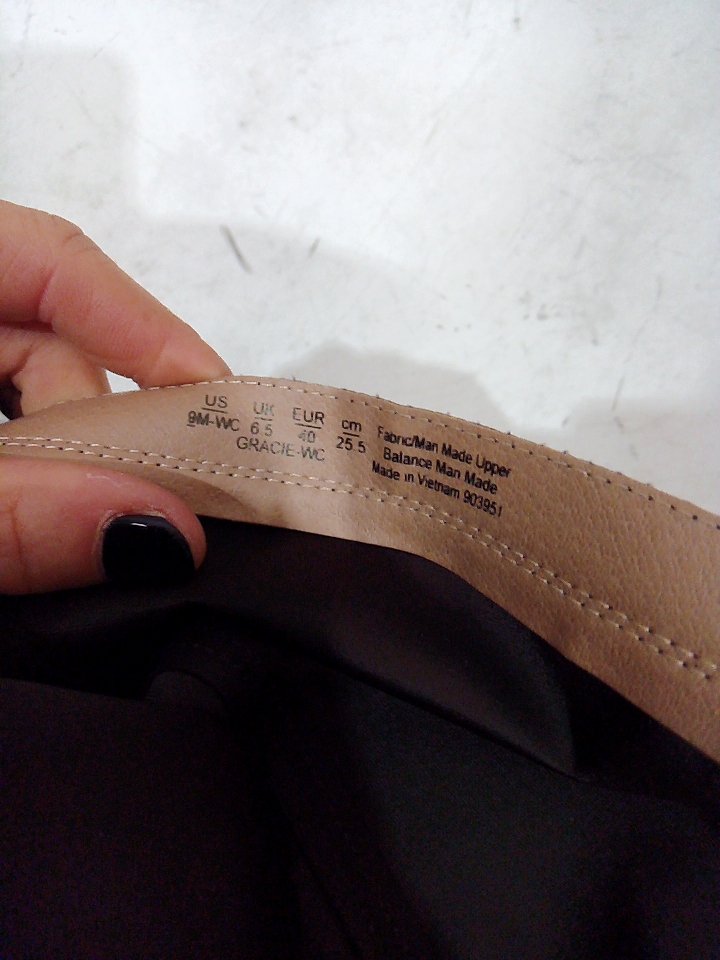 US UK EUR cm
9M-WC 6.5 40 25.5
GRACIE-WC
Fabric/Man Made Upper
Balance Man Made
Made in Vietnam 903951